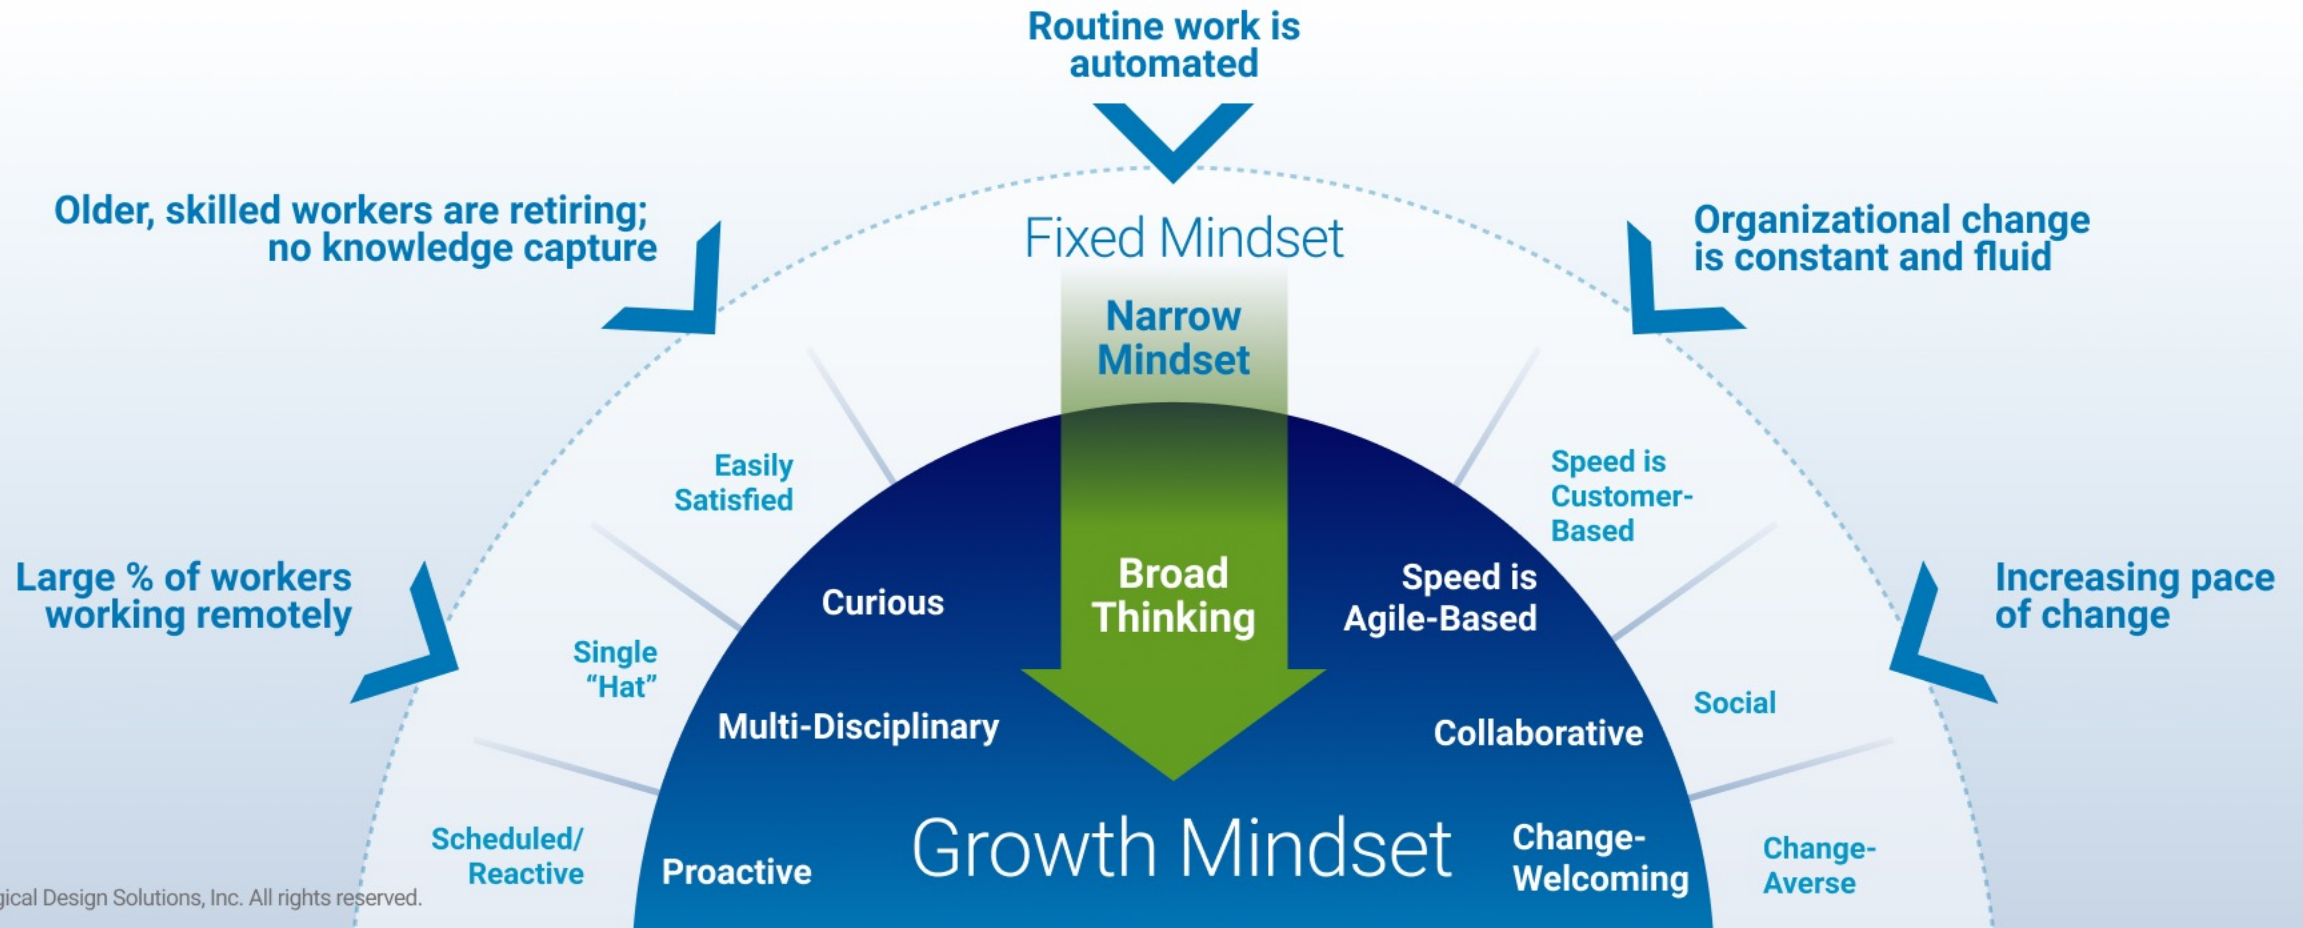 Routine work is
automated
Older, skilled workers are retiring;
no knowledge capture
Organizational change
is constant and fluid
Fixed Mindset
Narrow
Mindset
Easily
Satisfied
Speed is
Customer-
Based
Large % of workers
working remotely
Increasing pace
of change
Curious
Broad
Thinking
Speed is
Agile-Based
Single
“Hat”
Social
Multi-Disciplinary
Collaborative
Scheduled/
Reactive
Proactive
Growth Mindset
Change-
Welcoming
Change-
Averse
Design Solutions, Inc. All rights reserved.